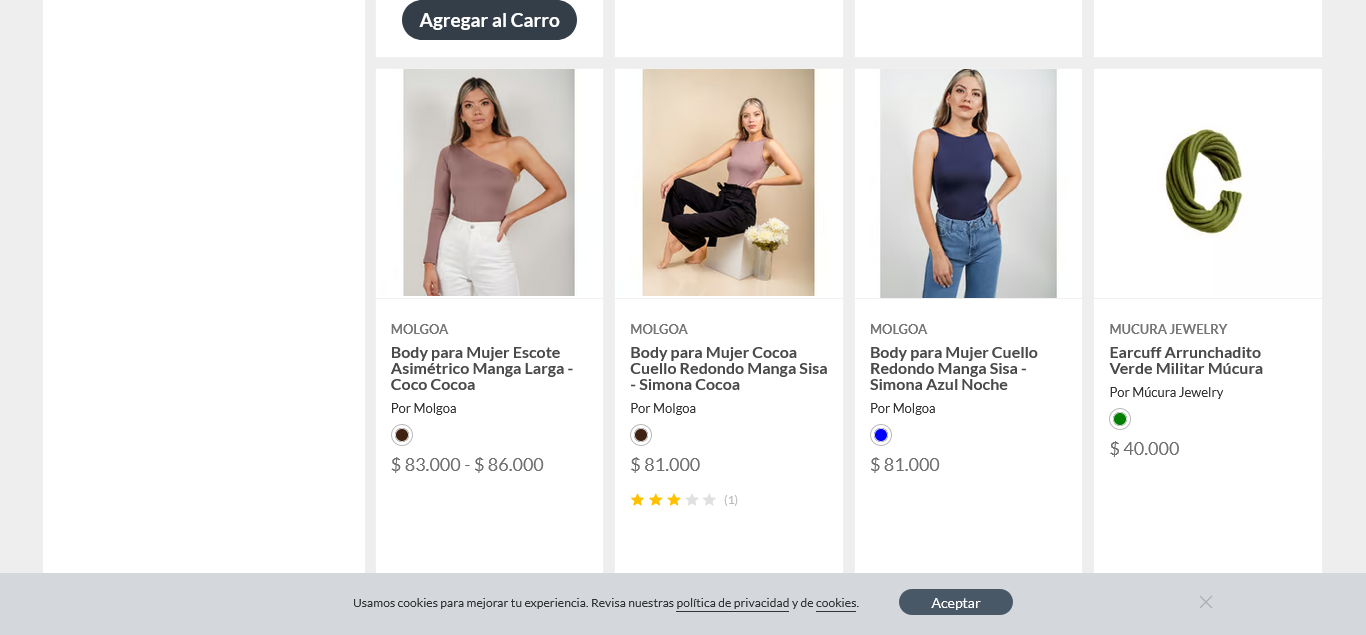 Agregar al Carro
MOLGOA
Body para Mujer Escote
Asimétrico Manga Larga -
Coco Cocoa
Por Molgoa
$ 83.000 - $ 86.000
MOLGOA
Body para Mujer Cocoa
Cuello Redondo Manga Sisa
- Simona Cocoa
Por Molgoa
$ 81.000
(1)
MOLGOA
Body para Mujer Cuello
Redondo Manga Sisa -
Simona Azul Noche
Por Molgoa
$ 81.000
MUCURA JEWELRY
Earcuff Arrunchadito
Verde Militar Múcura
Por Múcura Jewelry
$ 40.000
Usamos cookies para mejorar tu experiencia. Revisa nuestras política de privacidad y de cookies.
Aceptar